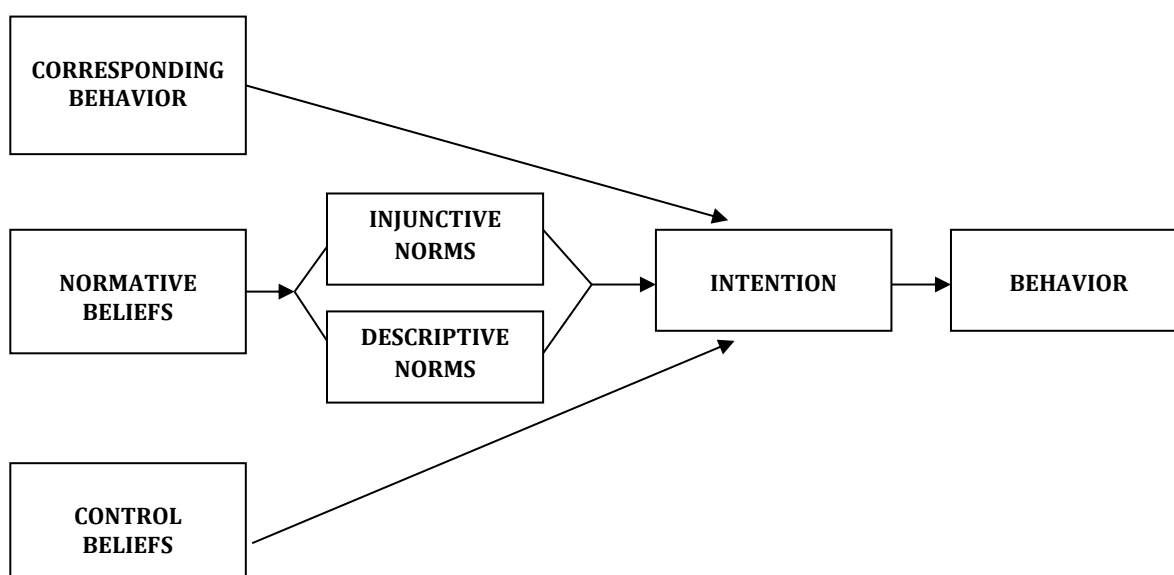 CORRESPONDING
BEHAVIOR
INJUNCTIVE
NORMS
NORMATIVE
BELIEFS
INTENTION
BEHAVIOR
DESCRIPTIVE
NORMS
CONTROL
BELIEFS